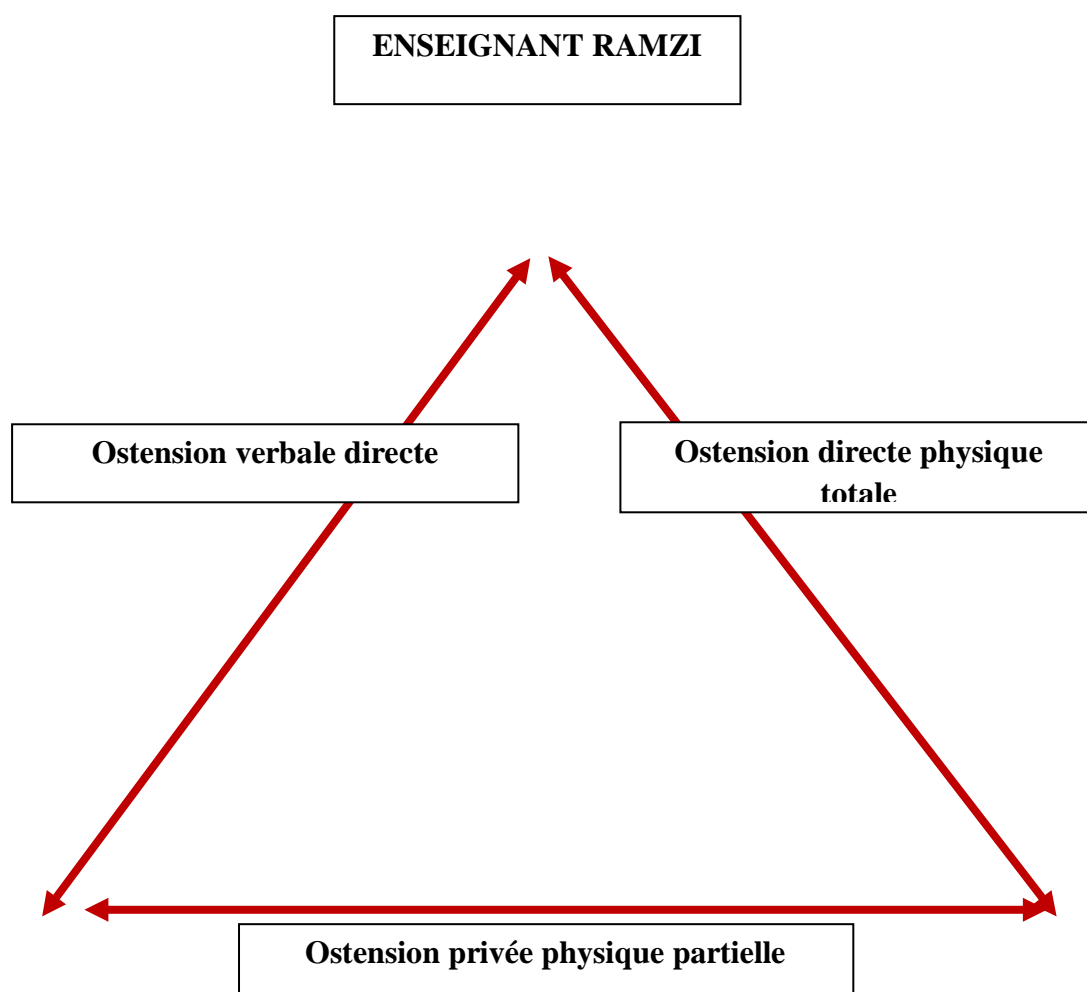 ENSEIGNANT RAMZI
Ostension verbale directe
Ostension directe physique
totale
Ostension privée physique partielle